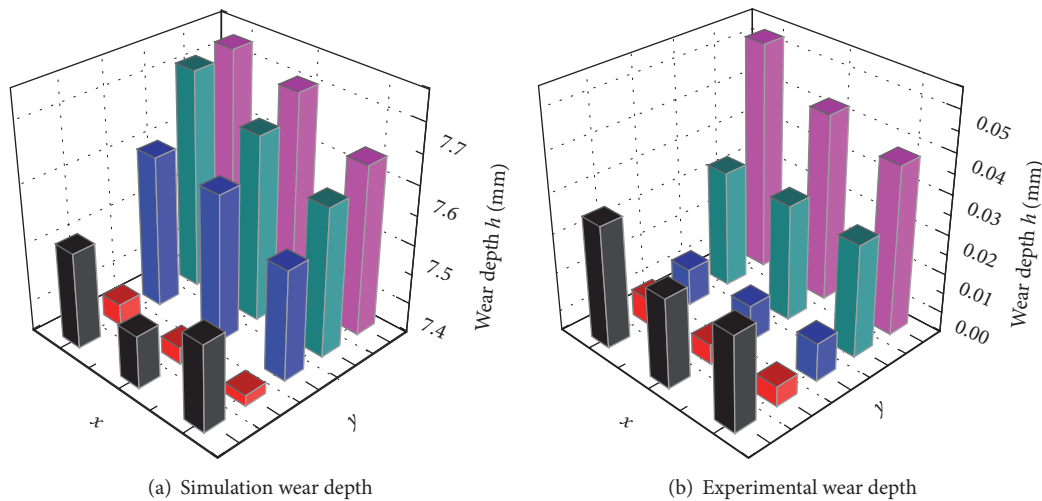 7.7
7.6
7.5
7.4
Wear depth h (mm)
x
y
(a) Simulation wear depth
0.05
0.04
0.03
0.02
0.01
0.00
Wear depth h (mm)
x
y
(b) Experimental wear depth